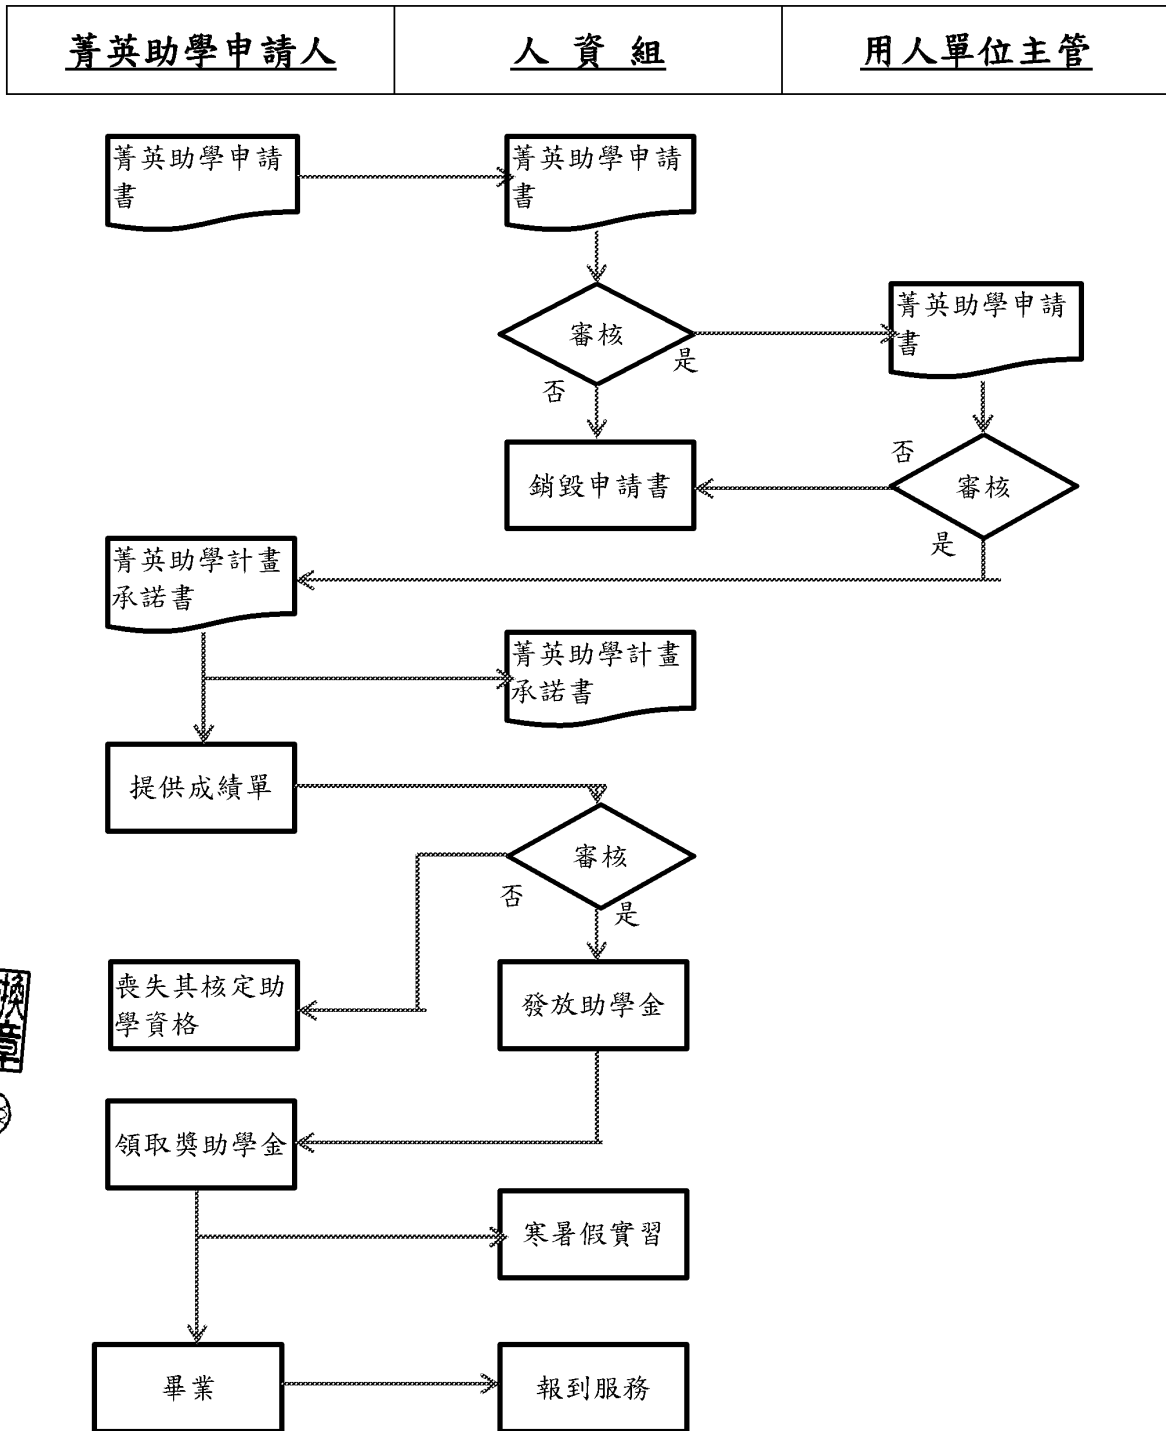 菁英助學申請人
人資組
用人單位主管
菁英助學申請
書
菁英助學申請
書
審核
是
否
菁英助學申請
書
銷毀申請書
否
審核
是
菁英助學計畫
承諾書
菁英助學計畫
承諾書
提供成績單
審核
否
是
喪失其核定助
學資格
發放助學金
領取獎助學金
寒暑假實習
畢業
報到服務